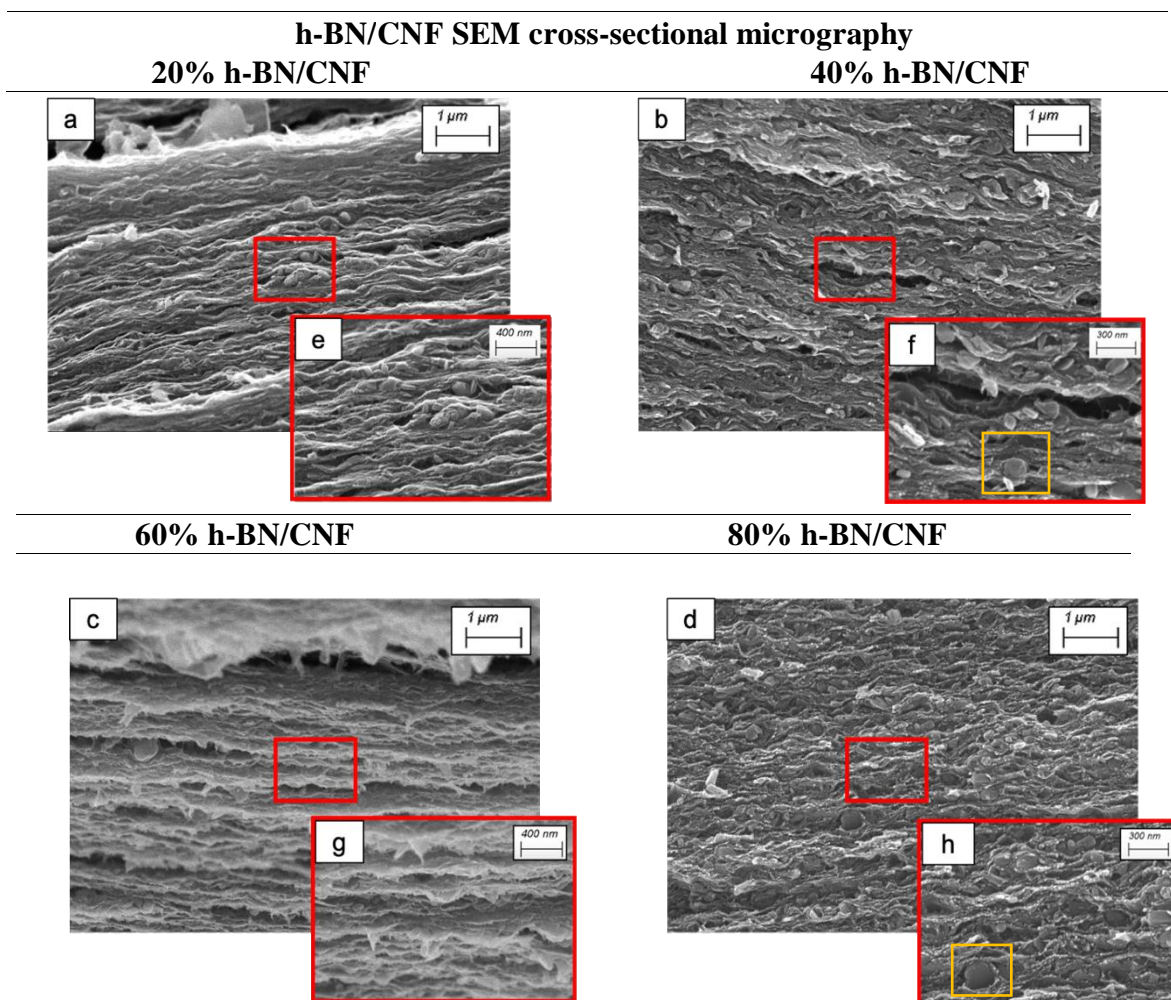 h-BN/CNF SEM cross-sectional micrography
20% h-BN/CNF 40% h-BN/CNF
a 1 µm b 1 µm
e 400 nm f 300 nm
60% h-BN/CNF 80% h-BN/CNF
c 1 µm d 1 µm
g 400 nm h 300 nm